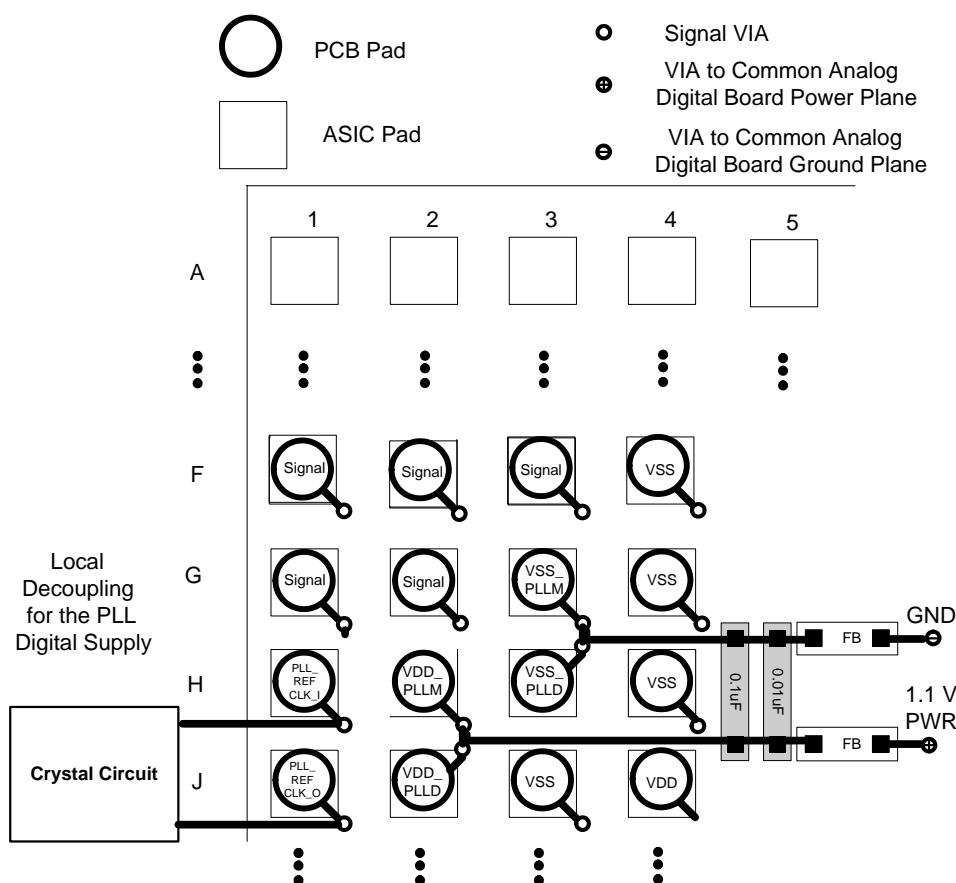 PCB Pad
Signal VIA
VIA to Common Analog
Digital Board Power Plane
ASIC Pad
VIA to Common Analog
Digital Board Ground Plane
1 2 3 4 5
A
F
Signal
Signal
Signal
VSS
Local
Decoupling
for the PLL
Digital Supply
G
Signal
Signal
VSS_
PLLM
VSS
GND
FB
H
PLL_
REF
CLK_I
VDD_
PLLM
VSS_
PLLD
VSS
0.1uF
0.01uF
1.1 V
PWR
FB
Crystal Circuit
J
PLL_
REF
CLK_O
VDD_
PLLD
VSS
VDD